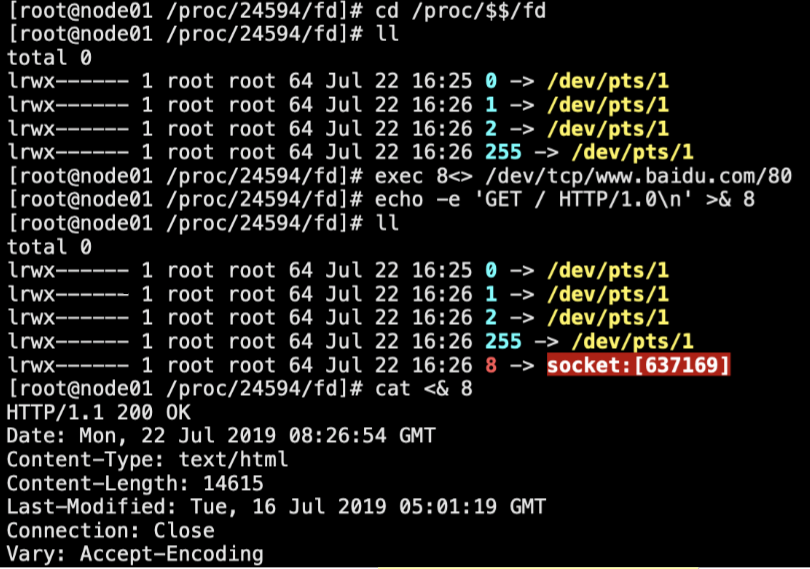 [root@node01 /proc/24594/fd]# cd /proc/$$/fd
[root@node01 /proc/24594/fd]# ll
total 0
lrwx------ 1 root root 64 Jul 22 16:25 0 -> /dev/pts/1
lrwx------ 1 root root 64 Jul 22 16:26 1 -> /dev/pts/1
lrwx------ 1 root root 64 Jul 22 16:26 2 -> /dev/pts/1
lrwx------ 1 root root 64 Jul 22 16:26 255 -> /dev/pts/1
[root@node01 /proc/24594/fd]# exec 8<> /dev/tcp/www.baidu.com/80
[root@node01 /proc/24594/fd]# echo -e 'GET / HTTP/1.0\n' >& 8
[root@node01 /proc/24594/fd]# ll
total 0
lrwx------ 1 root root 64 Jul 22 16:25 0 -> /dev/pts/1
lrwx------ 1 root root 64 Jul 22 16:26 1 -> /dev/pts/1
lrwx------ 1 root root 64 Jul 22 16:26 2 -> /dev/pts/1
lrwx------ 1 root root 64 Jul 22 16:26 255 -> /dev/pts/1
lrwx------ 1 root root 64 Jul 22 16:26 8 -> socket:[637169]
[root@node01 /proc/24594/fd]# cat <& 8
HTTP/1.1 200 OK
Date: Mon, 22 Jul 2019 08:26:54 GMT
Content-Type: text/html
Content-Length: 14615
Last-Modified: Tue, 16 Jul 2019 05:01:19 GMT
Connection: Close
Vary: Accept-Encoding